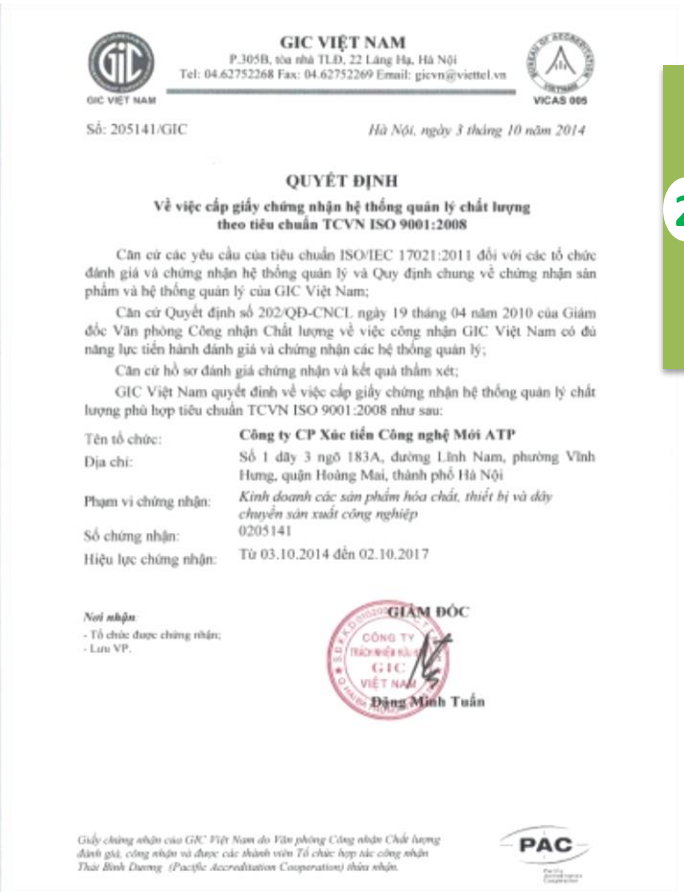 GIC VIỆT NAM
P.305B, tòa nhà TLĐ, 22 Láng Hạ, Hà Nội
Tel: 04.62752268 Fax: 04.62752269 Email: gicvn@viettel.vn
GIC
GIC VIỆT NAM
BUREAU OF ACCREDITATION
VIETNAM
VICAS 005
Số: 205141/GIC
Hà Nội, ngày 3 tháng 10 năm 2014
QUYẾT ĐỊNH
Về việc cấp giấy chứng nhận hệ thống quản lý chất lượng
theo tiêu chuẩn TCVN ISO 9001:2008
2
Căn cứ các yêu cầu của tiêu chuẩn ISO/IEC 17021:2011 đối với các tổ chức
đánh giá và chứng nhận hệ thống quản lý và Quy định chung về chứng nhận sản
phẩm và hệ thống quản lý của GIC Việt Nam;
Căn cứ Quyết định số 202/QĐ-CNCL ngày 19 tháng 04 năm 2010 của Giám
đốc Văn phòng Công nhận Chất lượng về việc công nhận GIC Việt Nam có đủ
năng lực tiến hành đánh giá và chứng nhận các hệ thống quản lý;
Căn cứ hồ sơ đánh giá chứng nhận và kết quả thẩm xét;
GIC Việt Nam quyết đinh về việc cấp giấy chứng nhận hệ thống quản lý chất
lượng phù hợp tiêu chuẩn TCVN ISO 9001:2008 như sau:
Tên tổ chức: Công ty CP Xúc tiến Công nghệ Mới ATP
Địa chỉ: Số 1 dãy 3 ngõ 183A, đường Lĩnh Nam, phường Vĩnh
Hưng, quận Hoàng Mai, thành phố Hà Nội
Phạm vi chứng nhận: Kinh doanh các sản phẩm hóa chất, thiết bị và dây
chuyền sản xuất công nghiệp
Số chứng nhận: 0205141
Hiệu lực chứng nhận: Từ 03.10.2014 đến 02.10.2017
Nơi nhận:
- Tổ chức được chứng nhận;
- Lưu VP.
GIÁM ĐỐC
CÔNG TY
TRÁCH NHIỆM HỮU HẠN
GIC
VIỆT NAM
Đặng Minh Tuấn
Giấy chứng nhận của GIC Việt Nam do Văn phòng Công nhận Chất lượng
đánh giá, công nhận và được các thành viên Tổ chức hợp tác công nhận
Thái Bình Dương (Pacific Accreditation Cooperation) thừa nhận.
PAC
Pacific
Accreditation
Cooperation